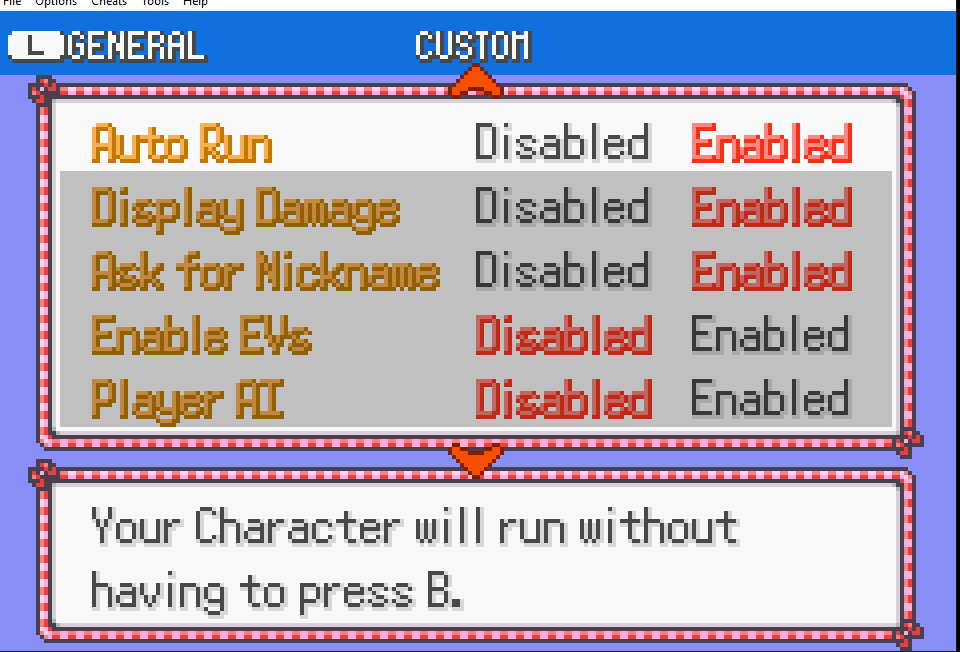 File Options Cheats Tools Help
L GENERAL CUSTOM
Auto Run Disabled Enabled
Display Damage Disabled Enabled
Ask for Nickname Disabled Enabled
Enable EVs Disabled Enabled
Player AI Disabled Enabled
Your Character will run without
having to press B.